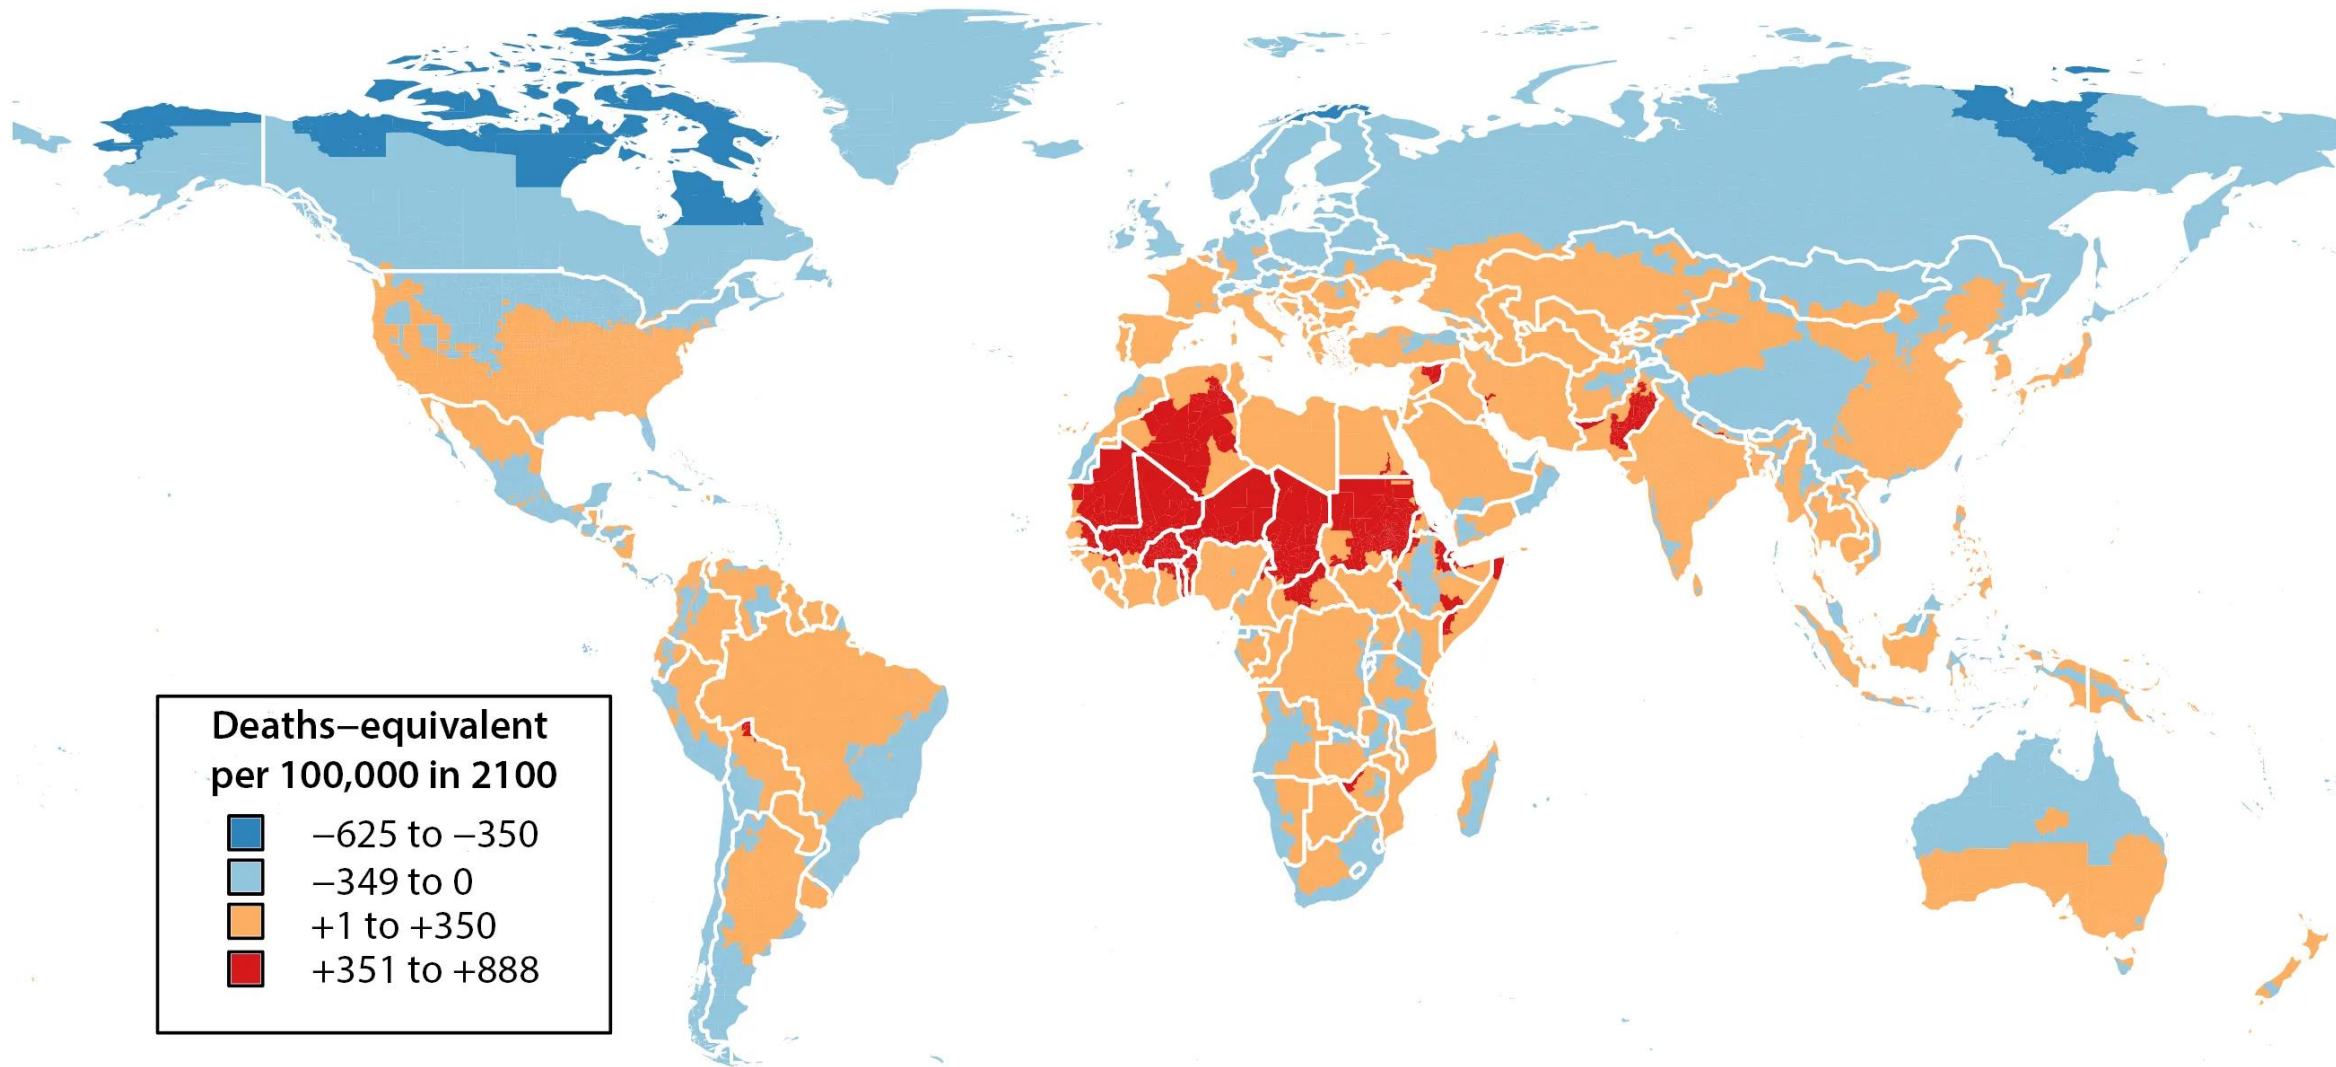 Deaths−equivalent
per 100,000 in 2100
−625 to −350
−349 to 0
+1 to +350
+351 to +888